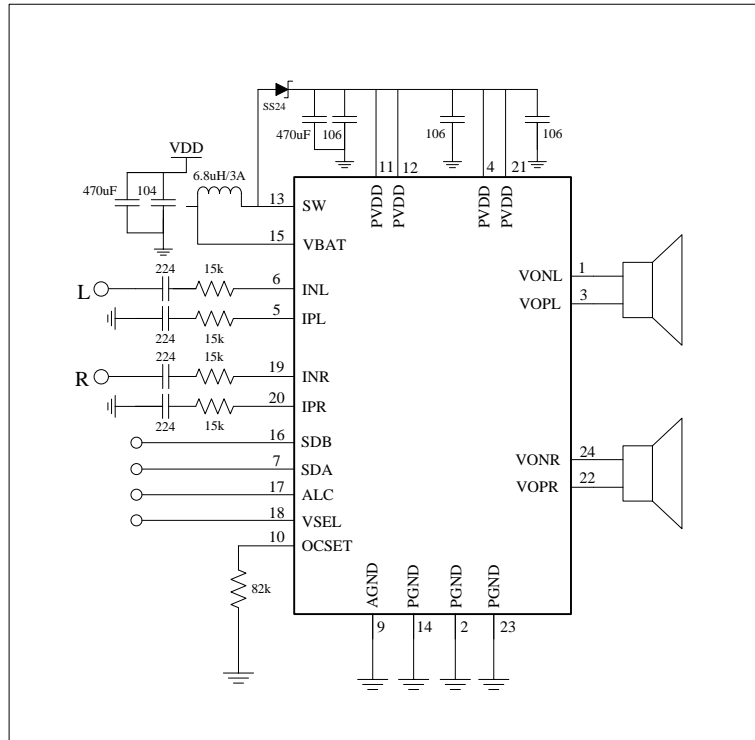 SS24
470uF
106
106
106
VDD
470uF
104
6.8uH/3A
11
12
4
21
PVDD
PVDD
PVDD
PVDD
13
SW
15
VBAT
L
224
15k
6
INL
5
IPL
224
15k
R
224
15k
19
INR
20
IPR
224
15k
16
SDB
7
SDA
17
ALC
18
VSEL
10
OCSET
82k
VONL
1
VOPL
3
VONR
24
VOPR
22
AGND
PGND
PGND
PGND
9
14
2
23